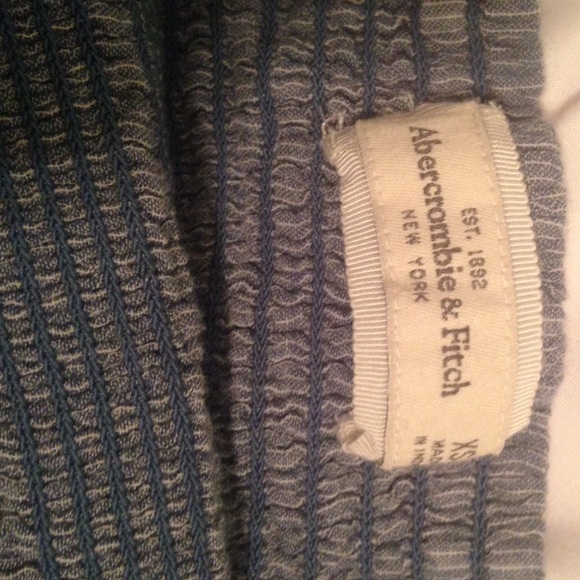 EST. 1892
Abercrombie & Fitch
NEW YORK
XS